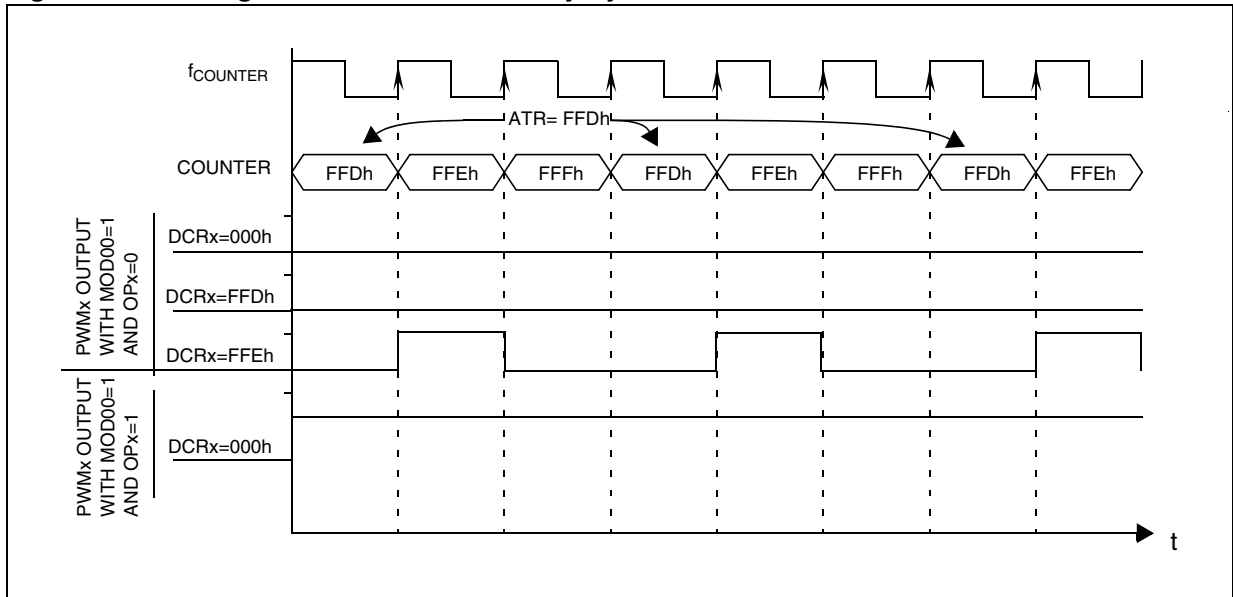 fCOUNTER
ATR= FFDh
COUNTER
FFDh FFEh FFFh FFDh FFEh FFFh FFDh FFEh
PWMx OUTPUT
WITH MOD00=1
AND OPx=0
DCRx=000h
DCRx=FFDh
DCRx=FFEh
PWMx OUTPUT
WITH MOD00=1
AND OPx=1
DCRx=000h
t